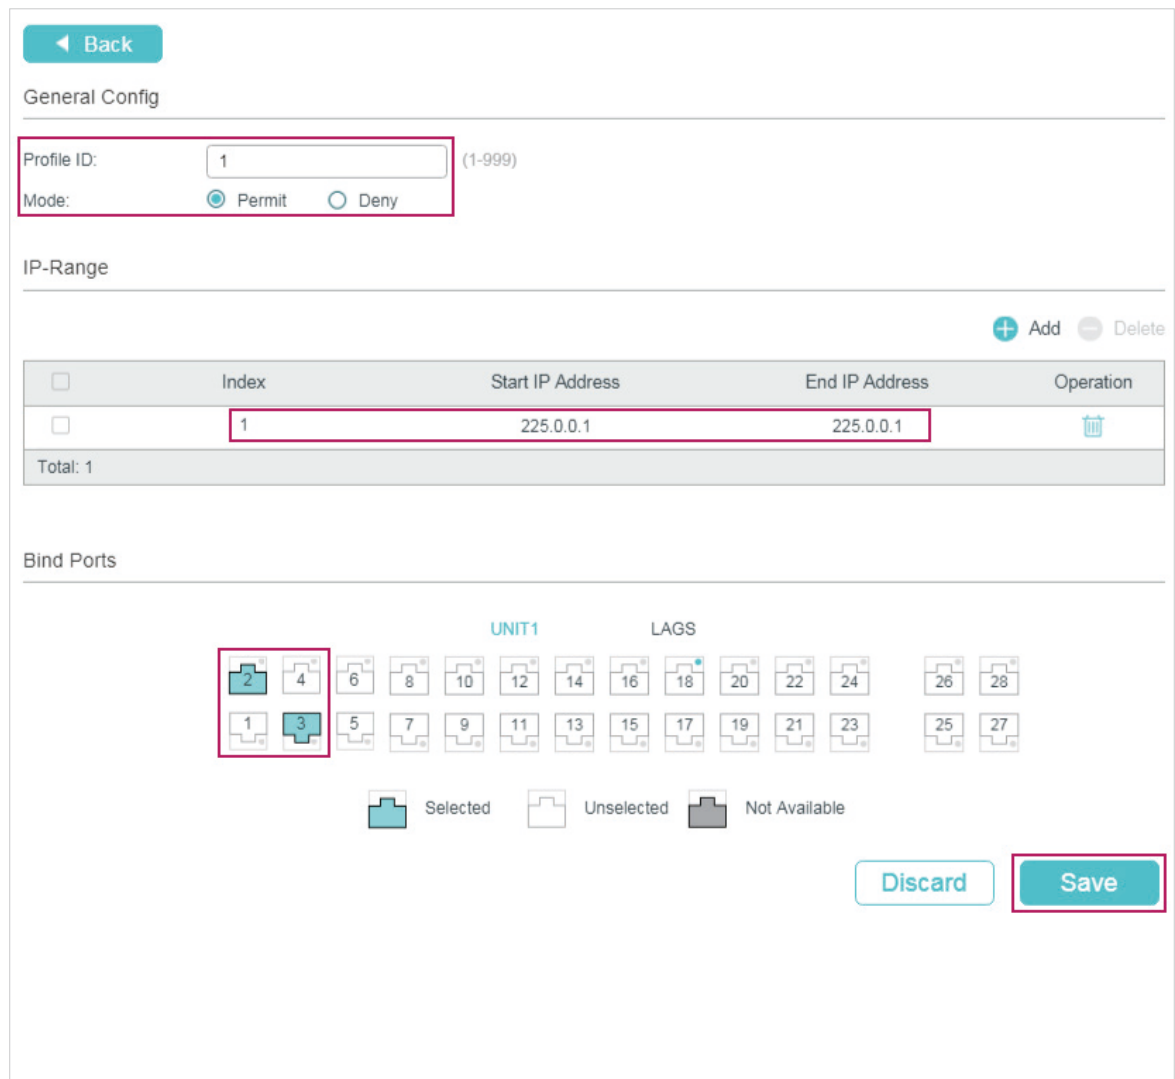 Back
General Config
Profile ID: 1 (1-999)
Mode: Permit Deny
IP-Range
Add Delete
Index Start IP Address End IP Address Operation
1 225.0.0.1 225.0.0.1
Total: 1
Bind Ports
UNIT1 LAGS
2 4 6 8 10 12 14 16 18 20 22 24 26 28
1 3 5 7 9 11 13 15 17 19 21 23 25 27
Selected Unselected Not Available
Discard Save